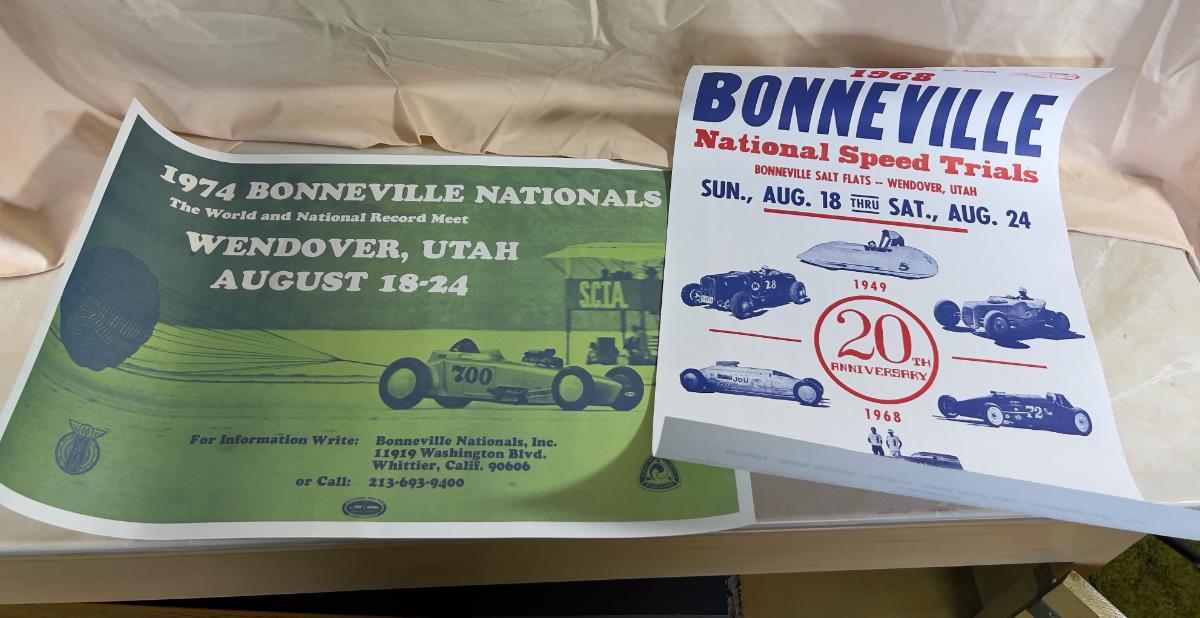 1974 BONNEVILLE NATIONALS
The World and National Record Meet
WENDOVER, UTAH
AUGUST 18-24
S.C.T.A.
700
For Information Write: Bonneville Nationals, Inc.
11919 Washington Blvd.
Whittier, Calif. 90606
or Call: 213-693-9400
1968
BONNEVILLE
National Speed Trials
BONNEVILLE SALT FLATS -- WENDOVER, UTAH
SUN., AUG. 18 THRU SAT., AUG. 24
5
28
1949
20TH
ANNIVERSARY
72
1968